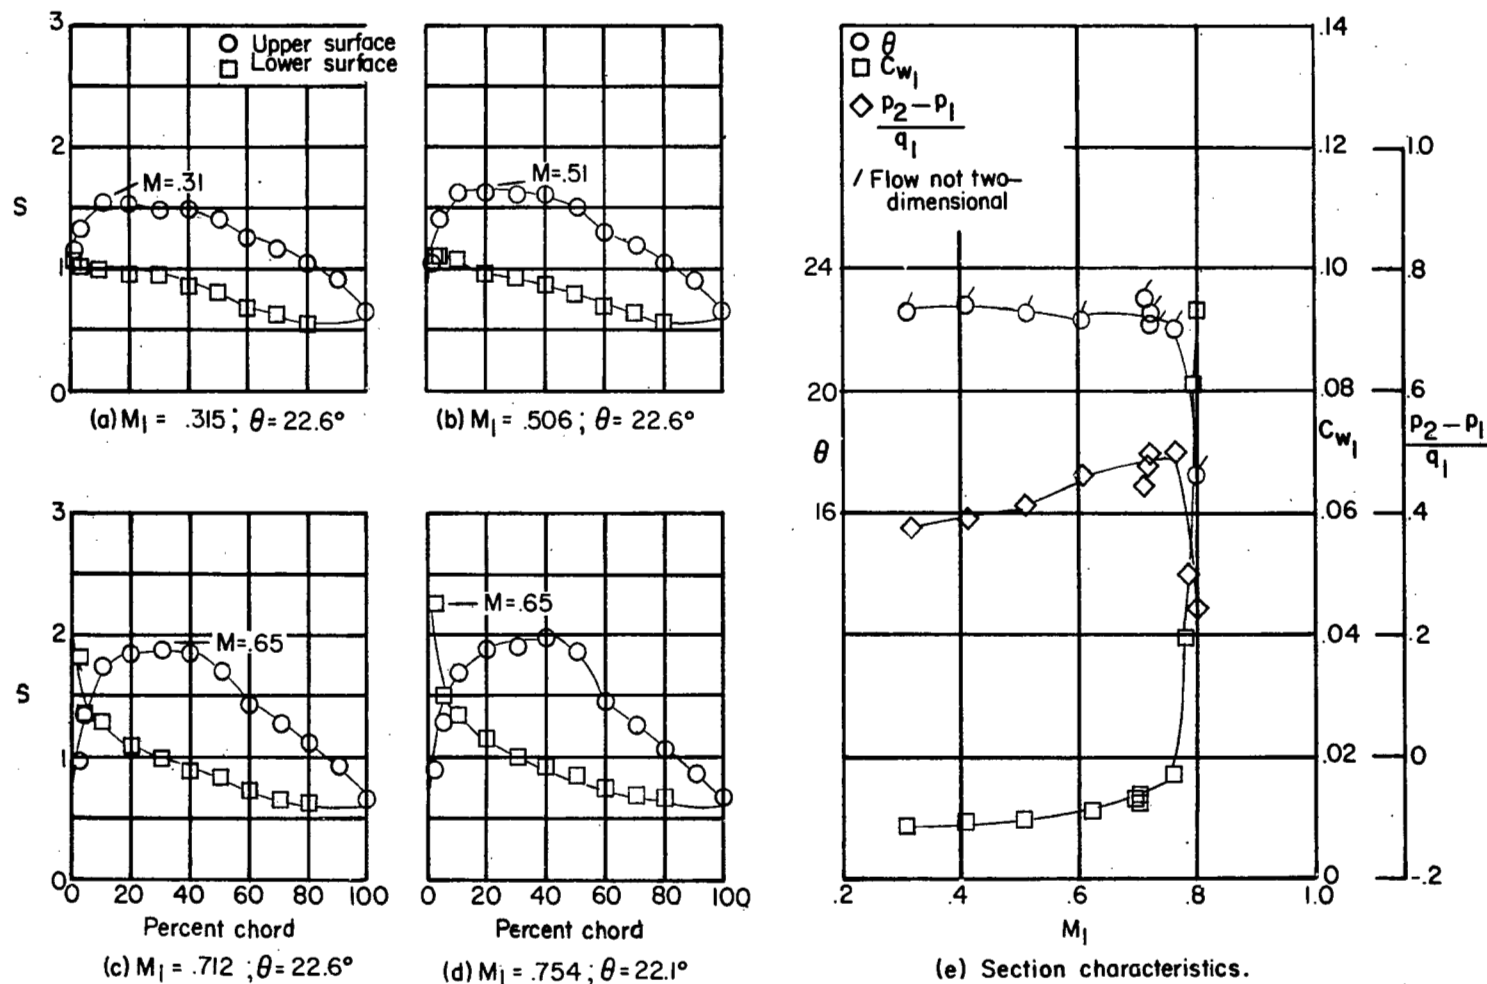 3
2
S
1
0
○ Upper surface
□ Lower surface
M=.31
(a) M₁ = .315; θ=22.6°
M=.51
(b) M₁ = .506; θ=22.6°
3
2
S
1
0
M=.65
0 20 40 60 80 100
Percent chord
(c) M₁ = .712; θ=22.6°
M=.65
0 20 40 60 80 100
Percent chord
(d) M₁ = .754; θ=22.1°
○ θ
□ Cw₁
◇ p₂−p₁
q₁
/ Flow not two-
dimensional
24
20
θ
16
.14
.12
.10
.08
Cw₁
.06
.04
.02
0
1.0
.8
.6
p₂−p₁
q₁
.4
.2
0
-.2
.2 .4 .6 .8 1.0
M₁
(e) Section characteristics.